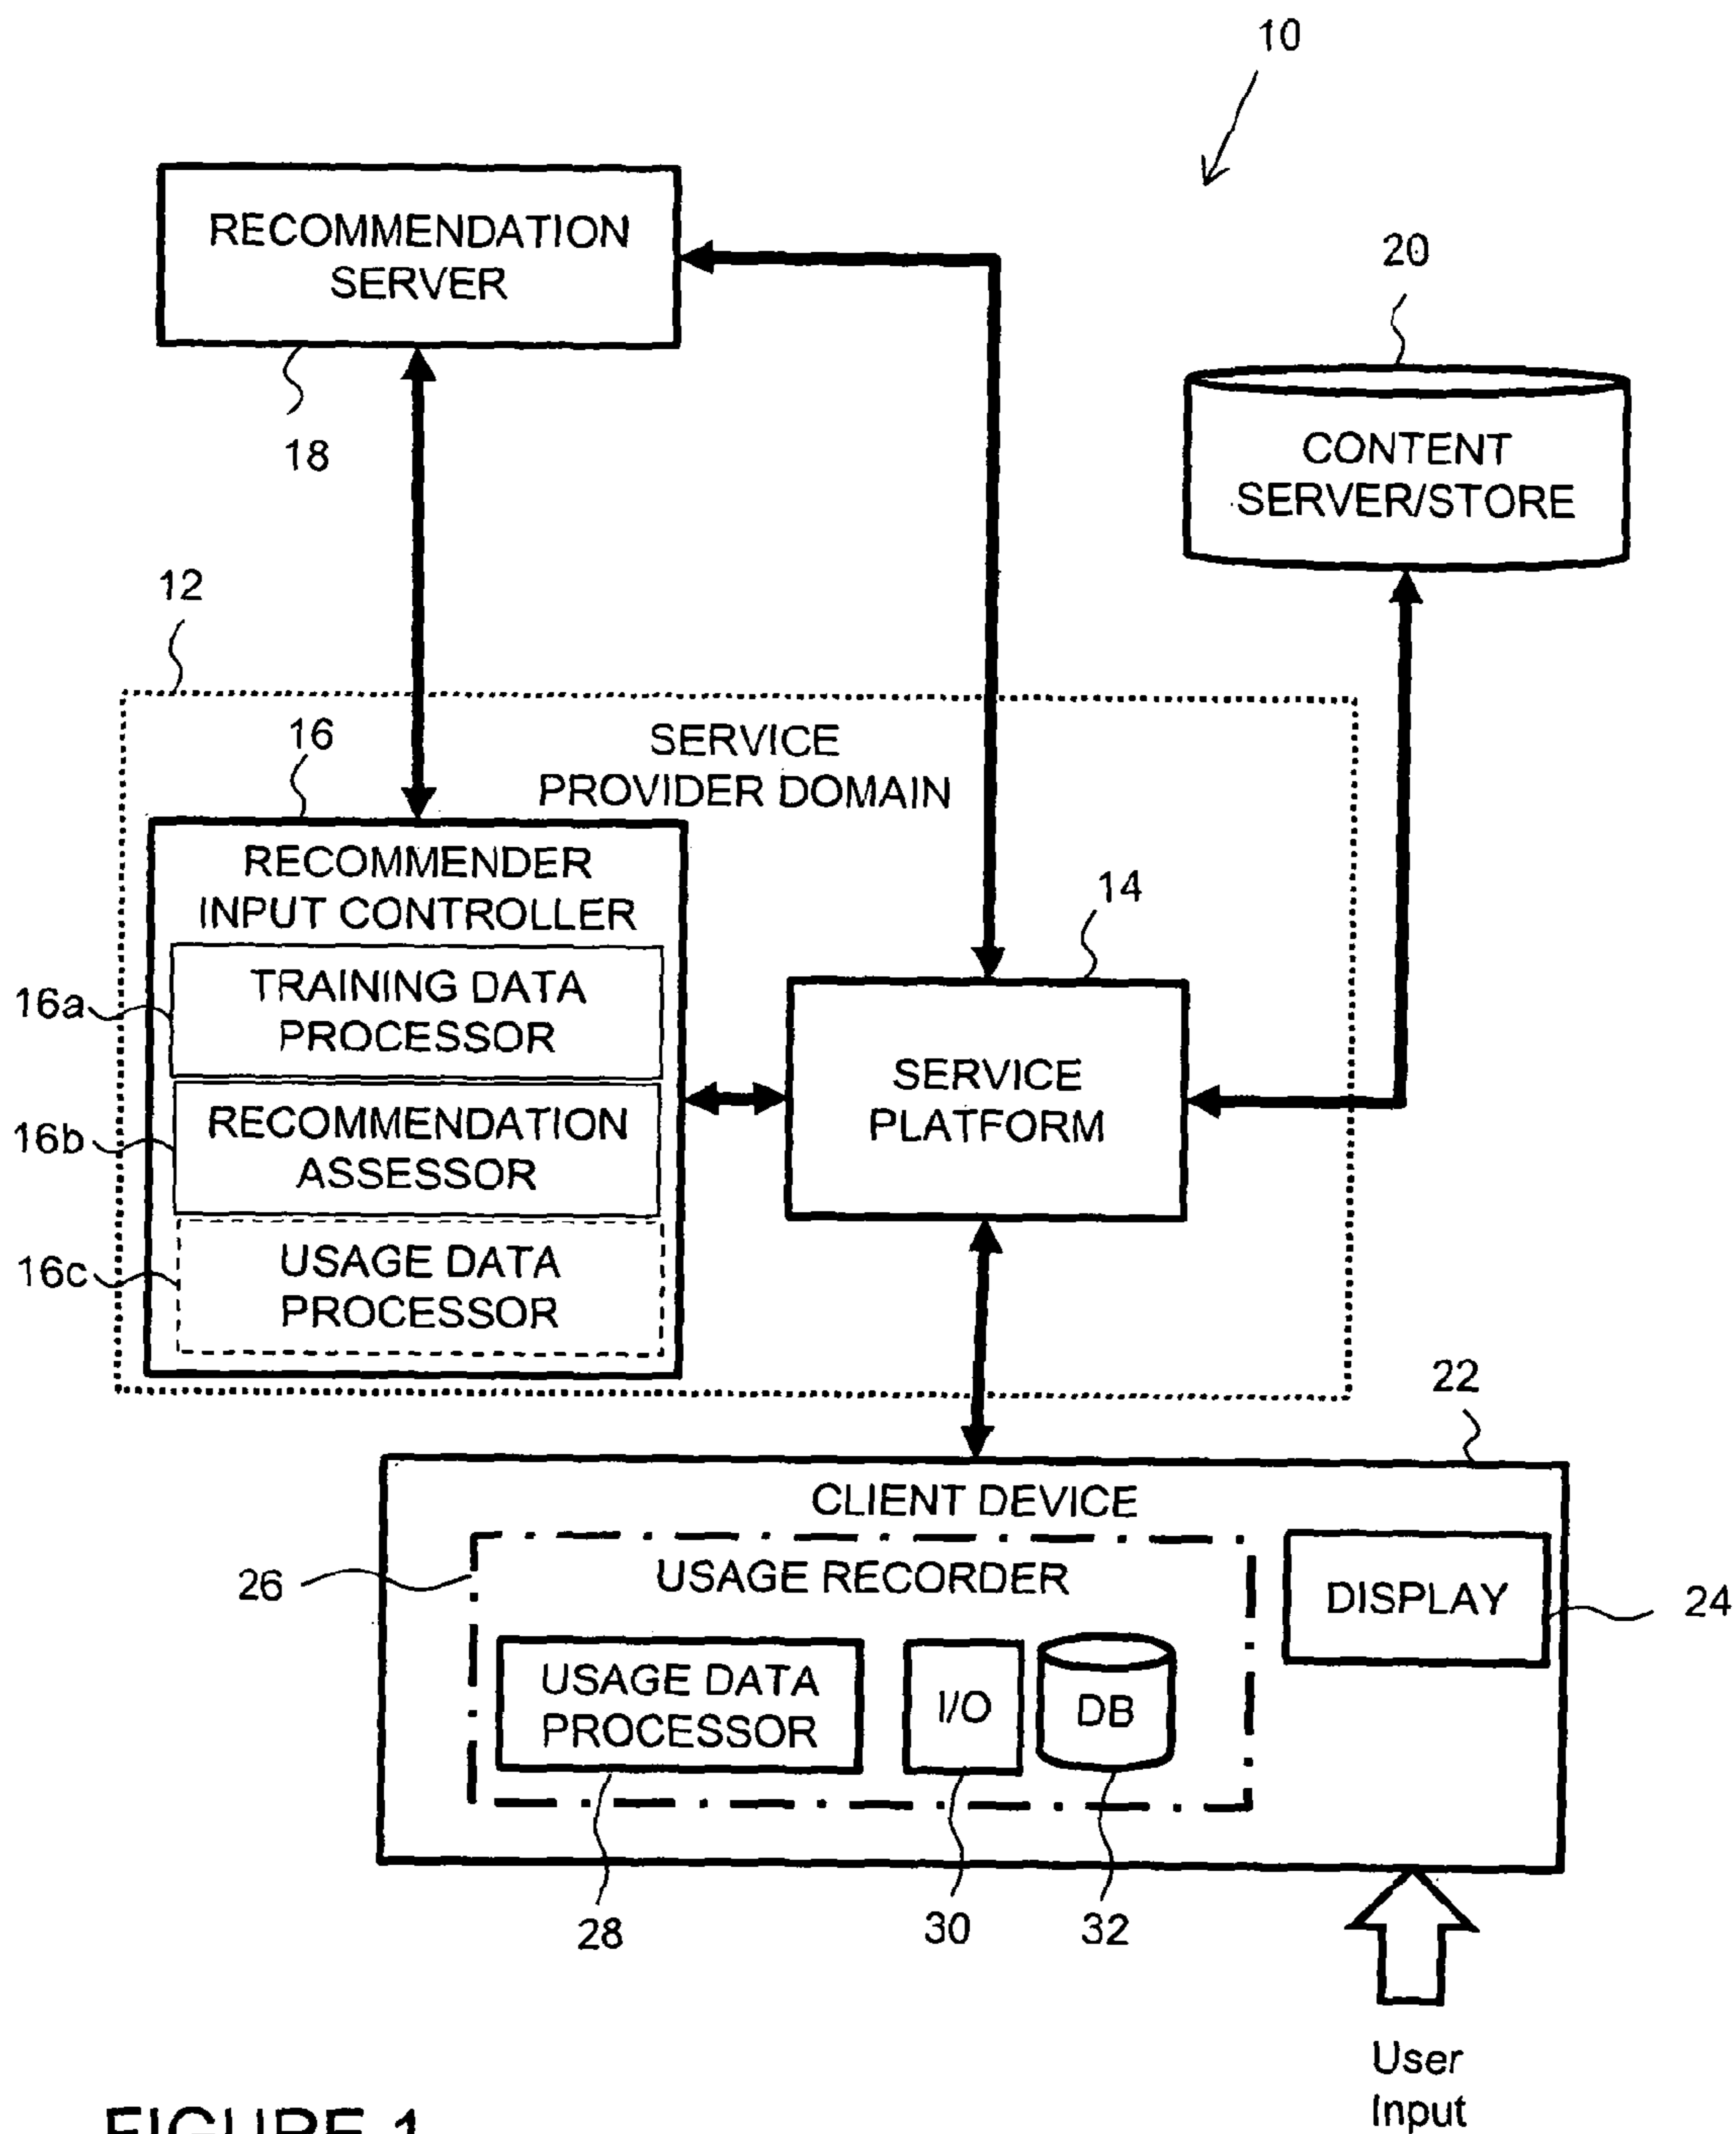 10
RECOMMENDATION
SERVER
18
20
CONTENT
SERVER/STORE
12
SERVICE
PROVIDER DOMAIN
16
RECOMMENDER
INPUT CONTROLLER
16a
TRAINING DATA
PROCESSOR
16b
RECOMMENDATION
ASSESSOR
16c
USAGE DATA
PROCESSOR
14
SERVICE
PLATFORM
22
CLIENT DEVICE
26
USAGE RECORDER
USAGE DATA
PROCESSOR
I/O
DB
DISPLAY
24
28
30
32
User
Input
FIGURE 1